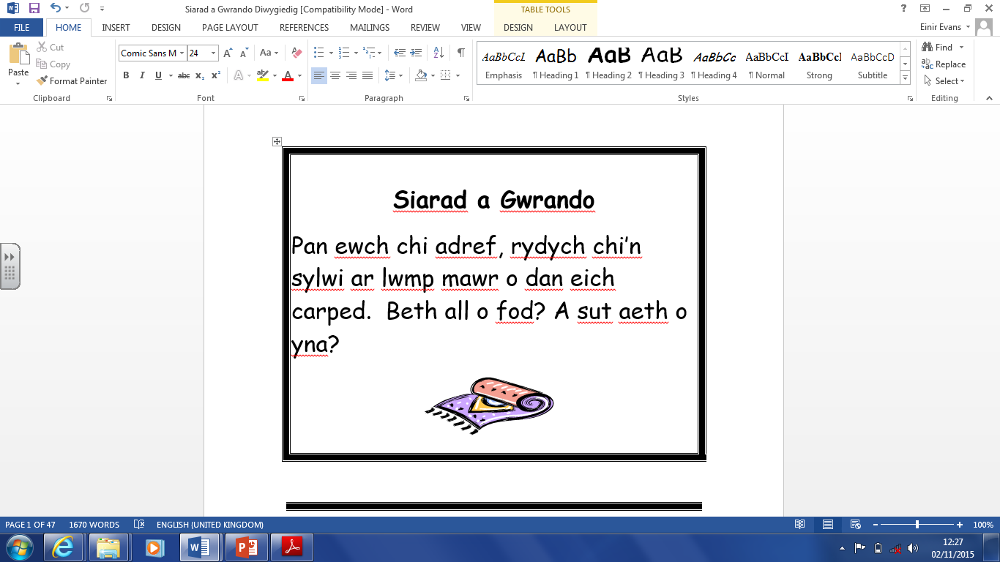 Siarad a Gwrando Diwygiedig [Compatibility Mode] - Word
TABLE TOOLS
FILE HOME INSERT DESIGN PAGE LAYOUT REFERENCES MAILINGS REVIEW VIEW DESIGN LAYOUT
Einir Evans
Paste
Cut
Copy
Format Painter
Clipboard
Comic Sans M 24
Font
Paragraph
AaBbCcI AaBb AaB AaB AaBbCc AaBbCcI AaBbCcI AaBbCcD
Emphasis ¶ Heading 1 ¶ Heading 2 ¶ Heading 3 ¶ Heading 4 ¶ Normal Strong Subtitle
Styles
Find
Replace
Select
Editing
Siarad a Gwrando
Pan ewch chi adref, rydych chi’n
sylwi ar lwmp mawr o dan eich
carped. Beth all o fod? A sut aeth o
yna?
PAGE 1 OF 47 1670 WORDS ENGLISH (UNITED KINGDOM) 100%
12:27
02/11/2015